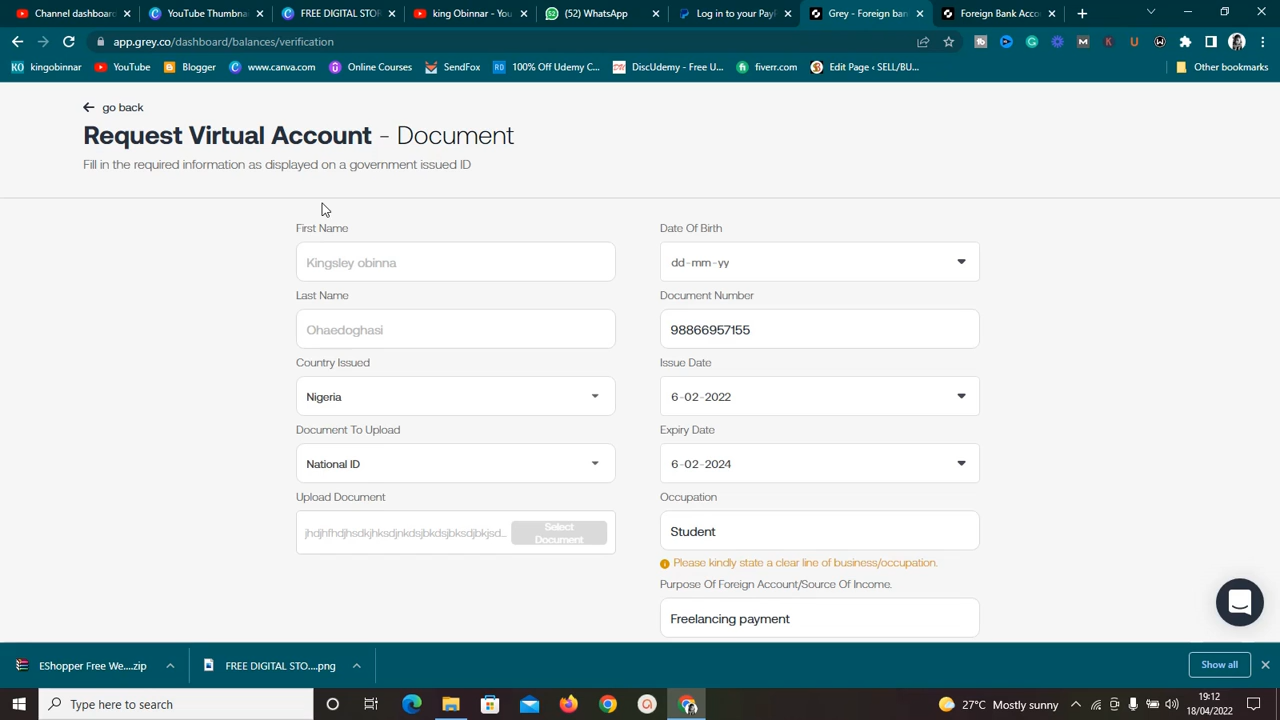 Channel dashboard
YouTube Thumbn
FREE DIGITAL STOR
king Obinnar - You
(52) WhatsApp
Log in to your PayP
Grey - Foreign ban
Foreign Bank Acco
app.grey.co/dashboard/balances/verification
KO kingobinnar
YouTube
Blogger
www.canva.com
Online Courses
SendFox
RD 100% Off Udemy C...
DiscUdemy - Free U...
fiverr.com
Edit Page ‹ SELL/BU...
Other bookmarks
go back
Request Virtual Account - Document
Fill in the required information as displayed on a government issued ID
First Name
Kingsley obinna
Last Name
Ohaedoghasi
Country Issued
Nigeria
Document To Upload
National ID
Upload Document
Select
Document
Date Of Birth
dd-mm-yy
Document Number
98866957155
Issue Date
6-02-2022
Expiry Date
6-02-2024
Occupation
Student
Please kindly state a clear line of business/occupation.
Purpose Of Foreign Account/Source Of Income.
Freelancing payment
EShopper Free We....zip
FREE DIGITAL STO....png
Show all
Type here to search
27°C Mostly sunny
19:12
18/04/2022